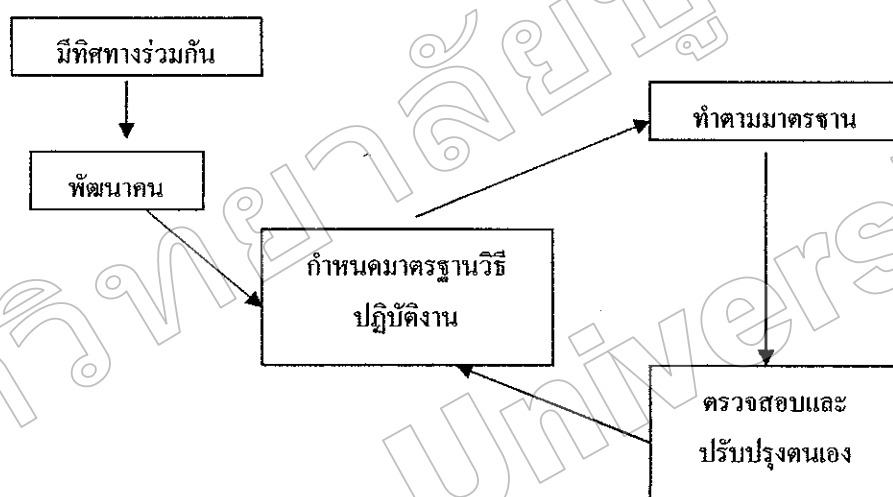 มีทิศทางร่วมกัน
พัฒนาคน
กำหนดมาตรฐานวิธี
ปฏิบัติงาน
ทำตามมาตรฐาน
ตรวจสอบและ
ปรับปรุงตนเอง